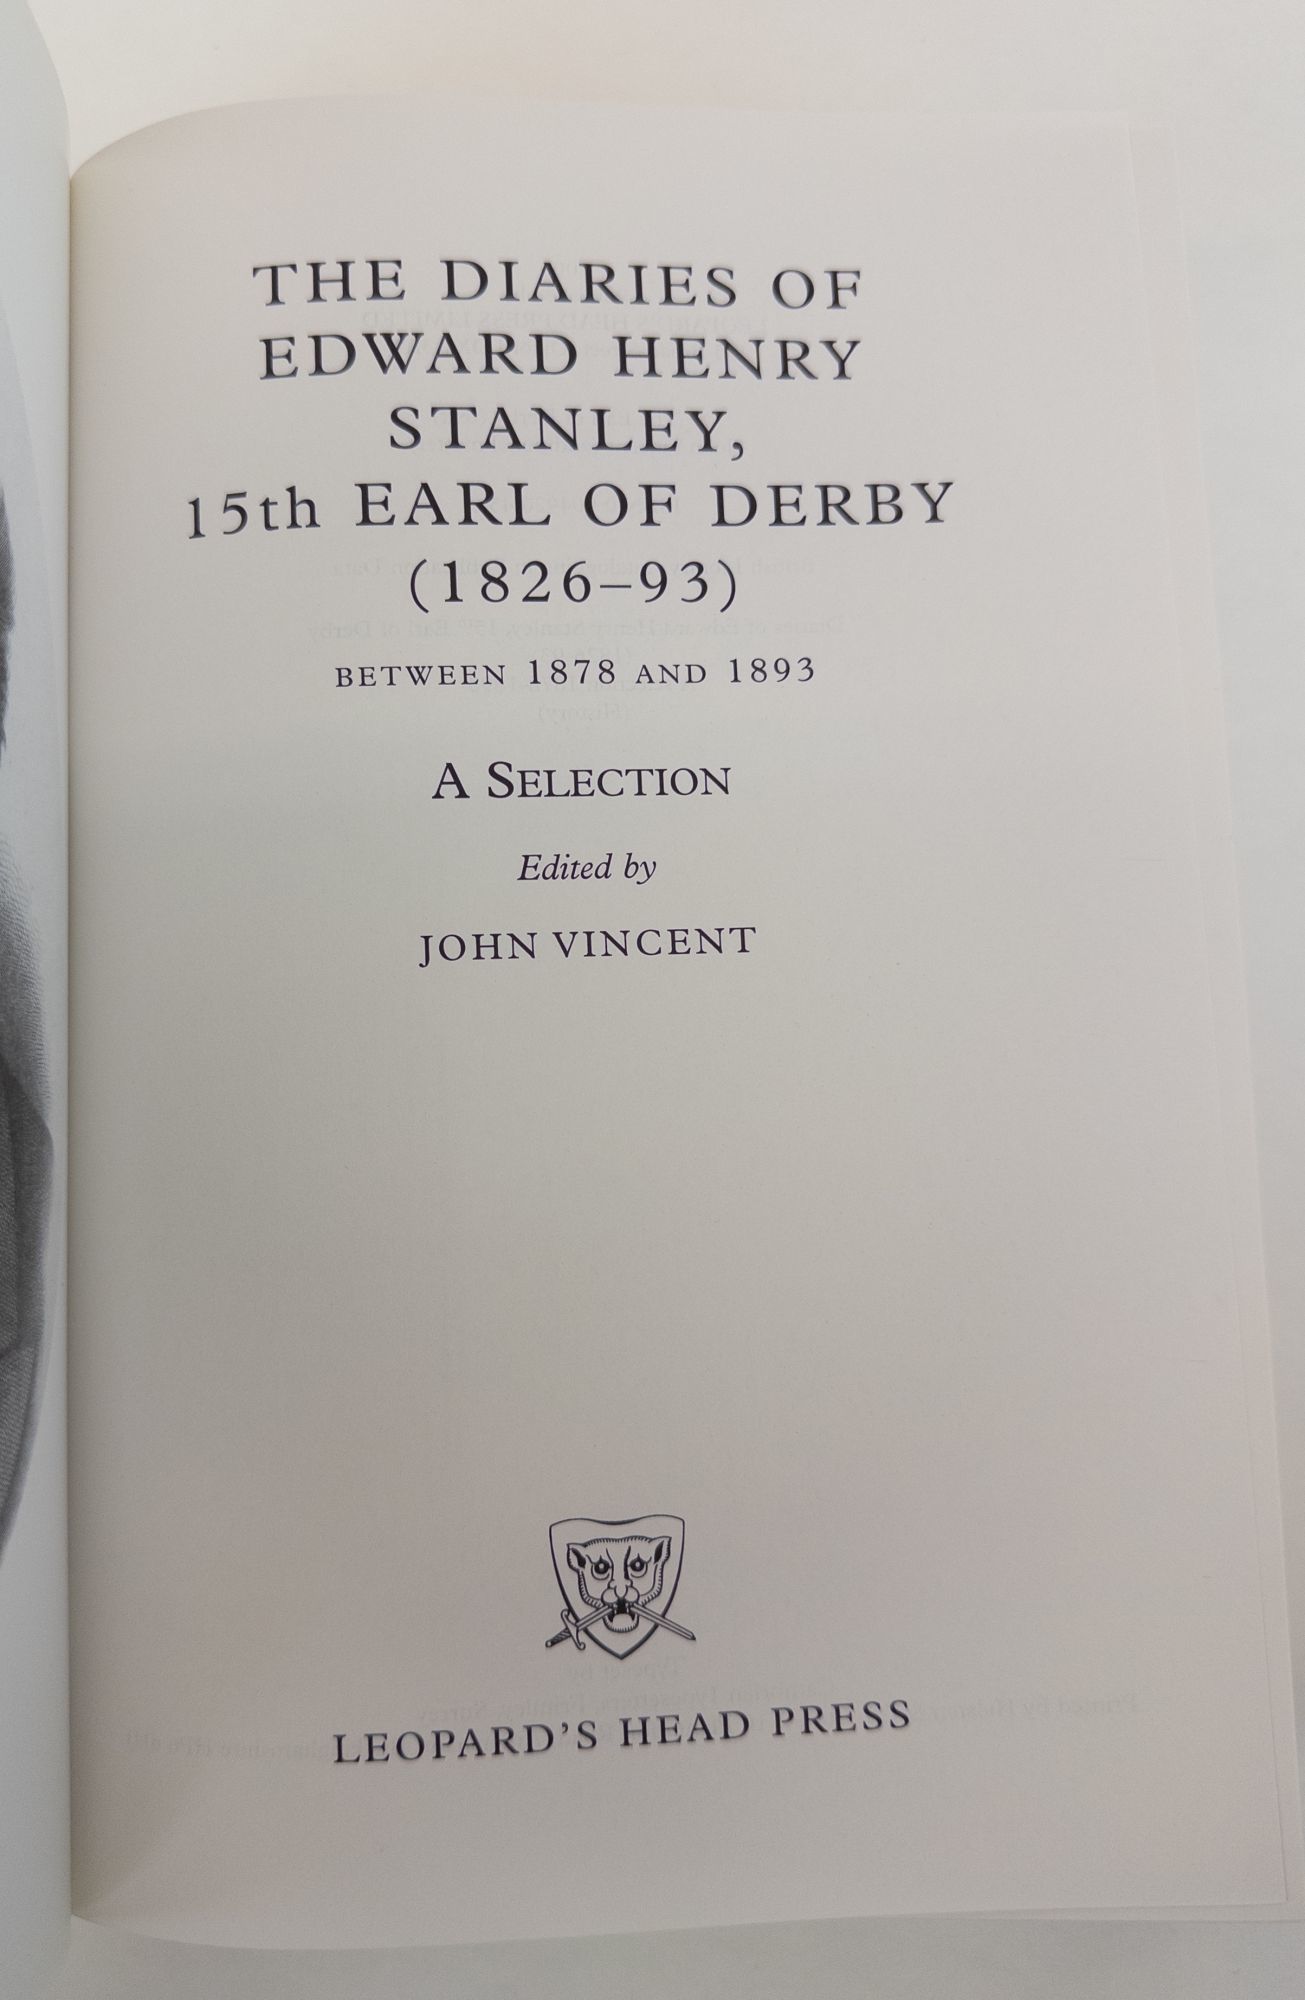 THE DIARIES OF
EDWARD HENRY
STANLEY,
15th EARL OF DERBY
(1826–93)
BETWEEN 1878 AND 1893
A SELECTION
Edited by
JOHN VINCENT
LEOPARD'S HEAD PRESS